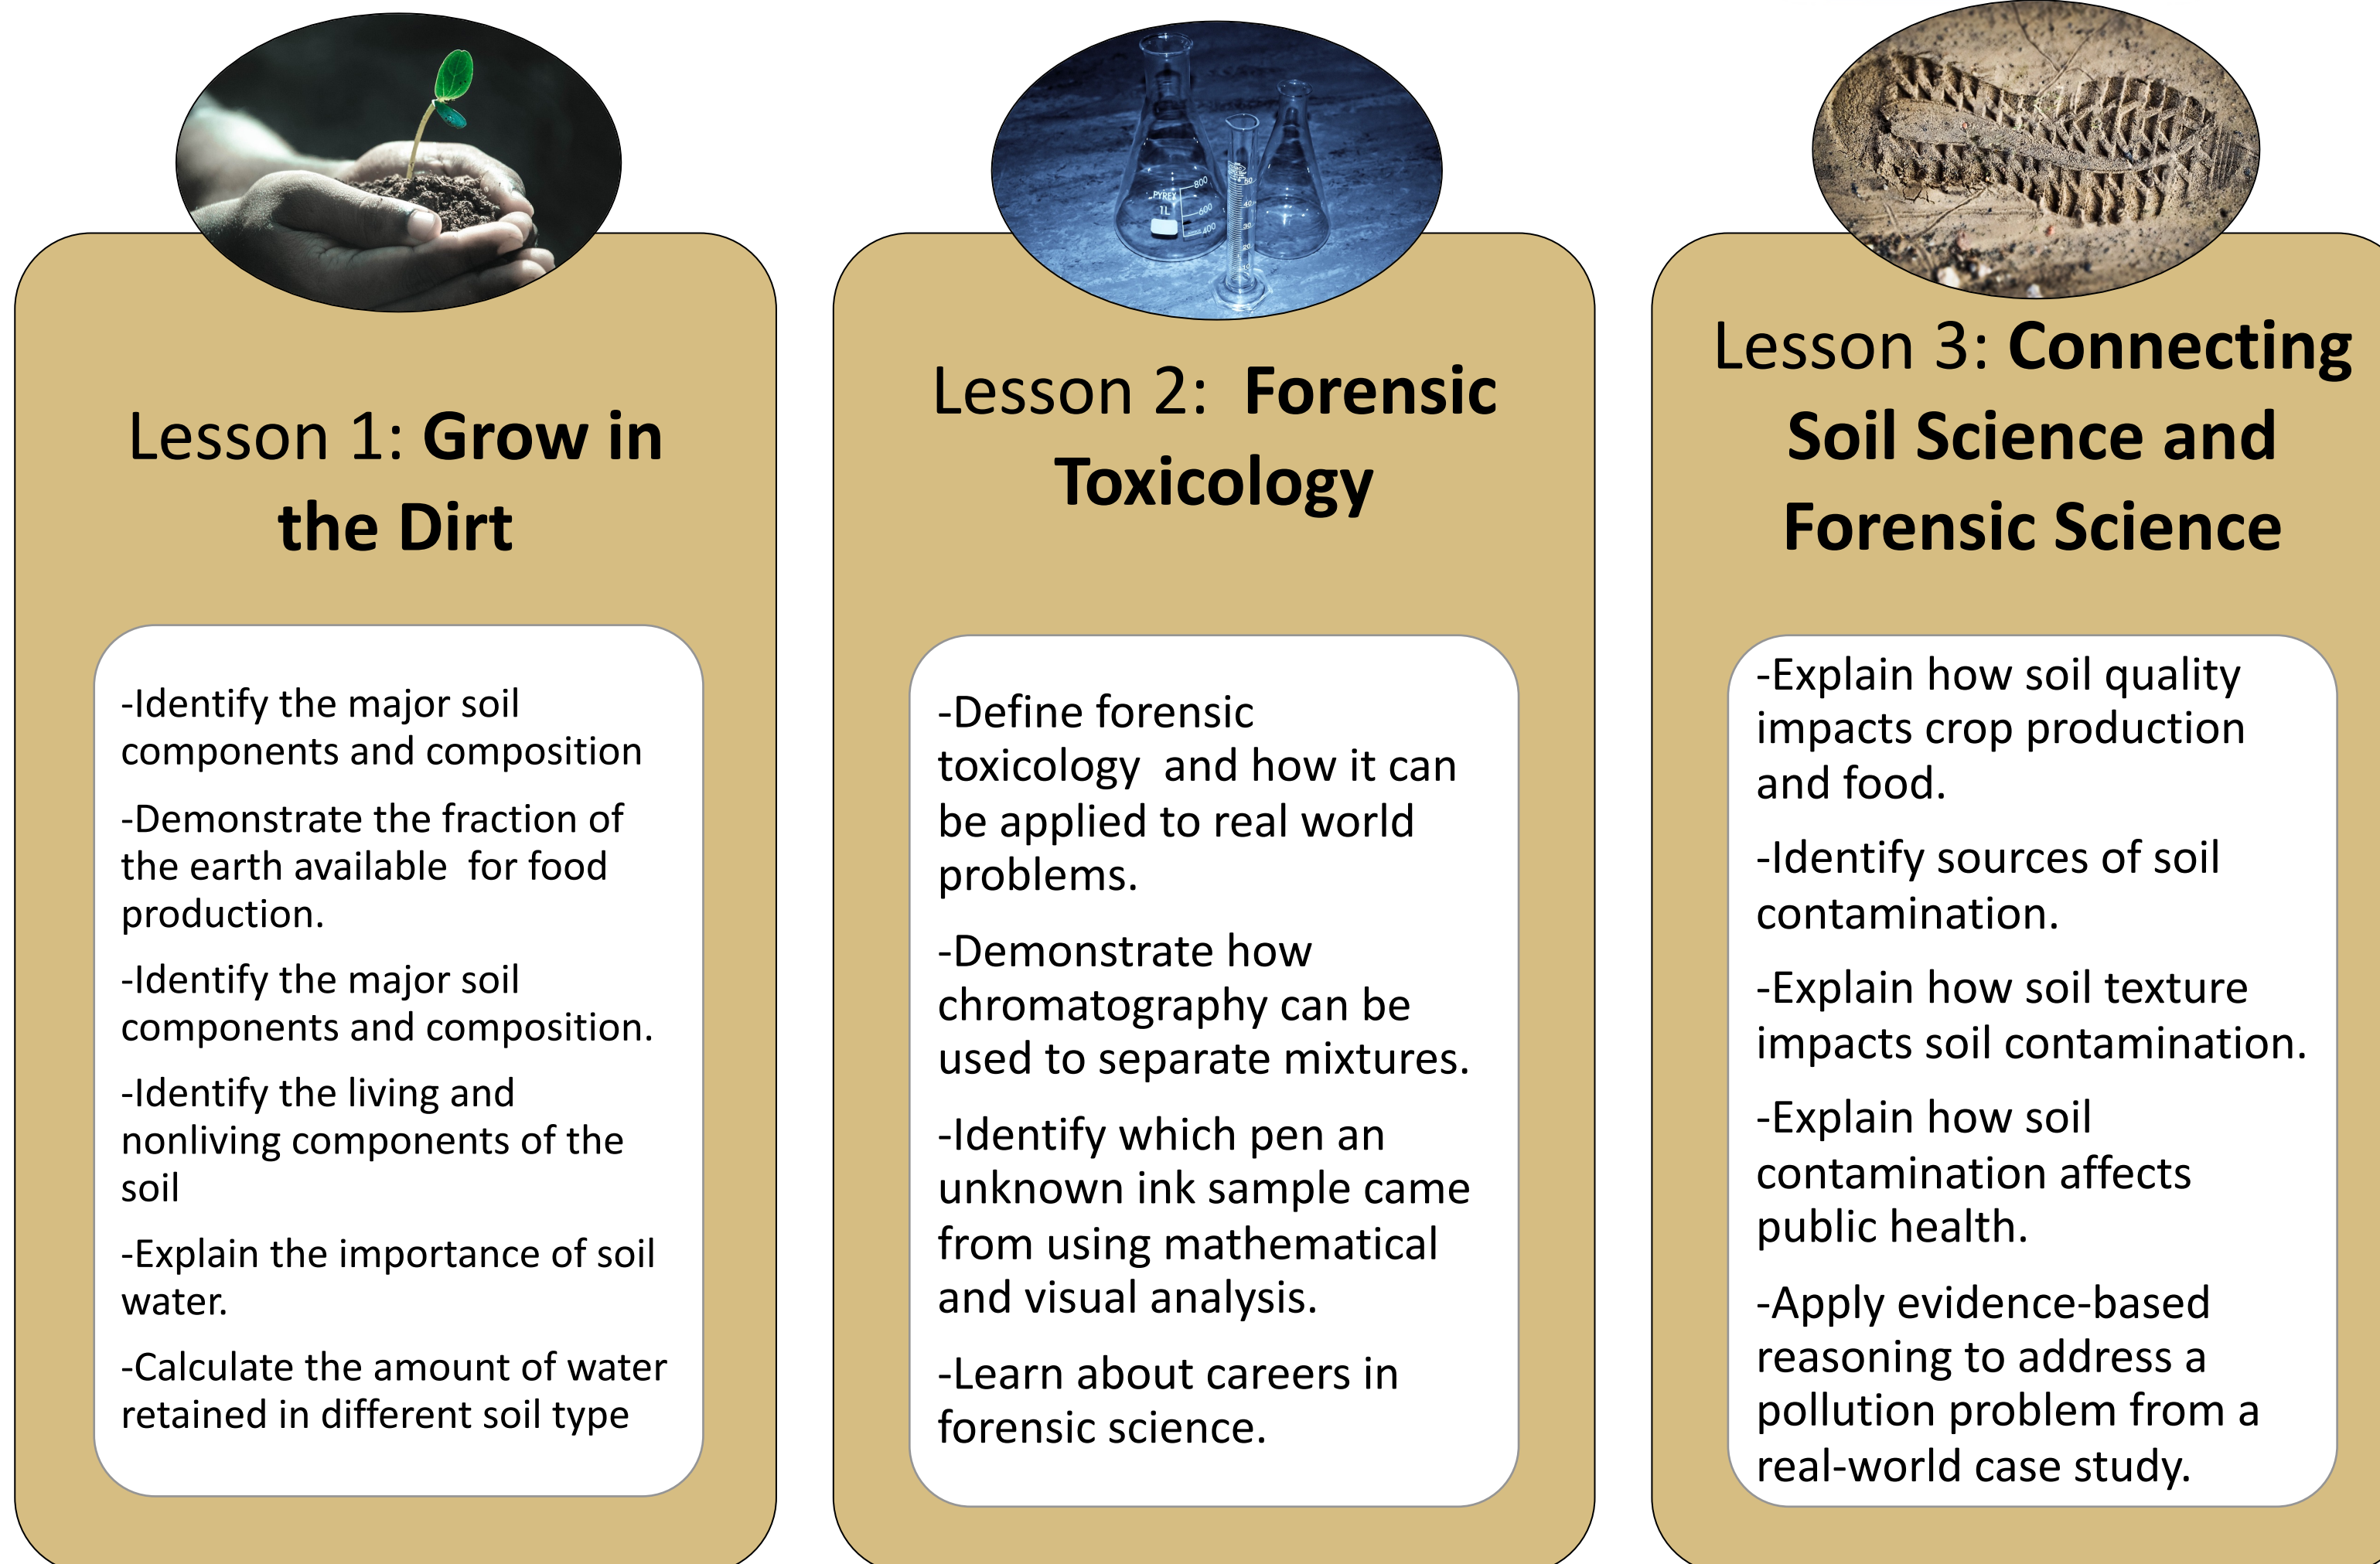 PYREX
1L
800
600
400
Lesson 1: Grow in
the Dirt
-Identify the major soil
components and composition
-Demonstrate the fraction of
the earth available  for food
production.
-Identify the major soil
components and composition.
-Identify the living and
nonliving components of the
soil
-Explain the importance of soil
water.
-Calculate the amount of water
retained in different soil type
Lesson 2:  Forensic
Toxicology
-Define forensic
toxicology  and how it can
be applied to real world
problems.
-Demonstrate how
chromatography can be
used to separate mixtures.
-Identify which pen an
unknown ink sample came
from using mathematical
and visual analysis.
-Learn about careers in
forensic science.
Lesson 3: Connecting
Soil Science and
Forensic Science
-Explain how soil quality
impacts crop production
and food.
-Identify sources of soil
contamination.
-Explain how soil texture
impacts soil contamination.
-Explain how soil
contamination affects
public health.
-Apply evidence-based
reasoning to address a
pollution problem from a
real-world case study.